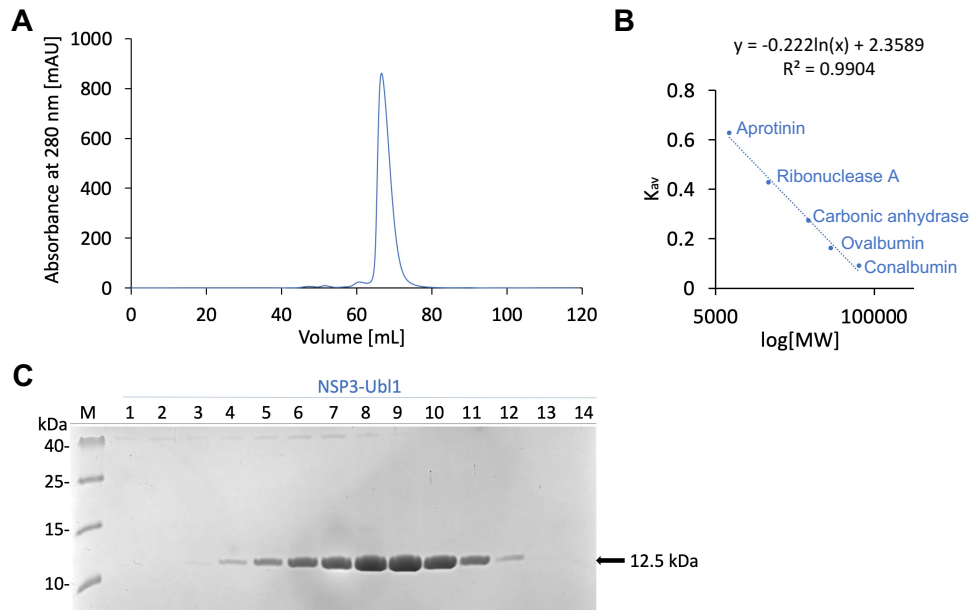 A
Absorbance at 280 nm [mAU]
1000
800
600
400
200
0
0 20 40 60 80 100 120
Volume [mL]
B
y = -0.222ln(x) + 2.3589
R² = 0.9904
Kav
0.8
0.6
0.4
0.2
0
Aprotinin
Ribonuclease A
Carbonic anhydrase
Ovalbumin
Conalbumin
5000 100000
log[MW]
C
NSP3-Ubl1
kDa
M 1 2 3 4 5 6 7 8 9 10 11 12 13 14
40-
25-
15-
10-
12.5 kDa